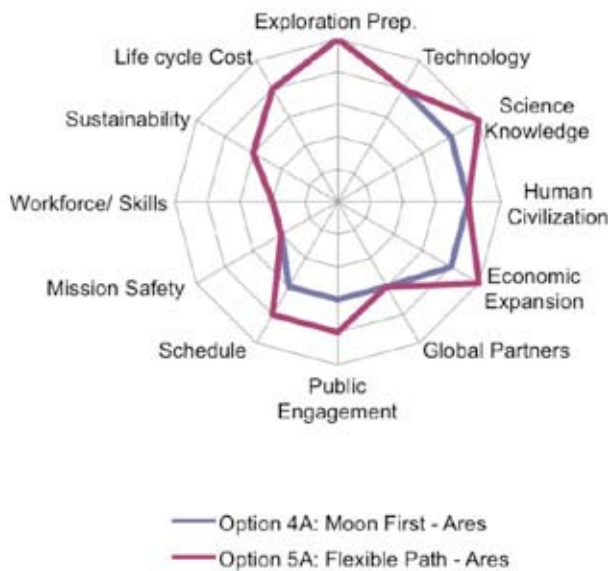 Exploration Prep.
Life cycle Cost
Technology
Science
Knowledge
Sustainability
Workforce/ Skills
Human
Civilization
Economic
Expansion
Mission Safety
Schedule
Global Partners
Public
Engagement
Option 4A: Moon First - Ares
Option 5A: Flexible Path - Ares